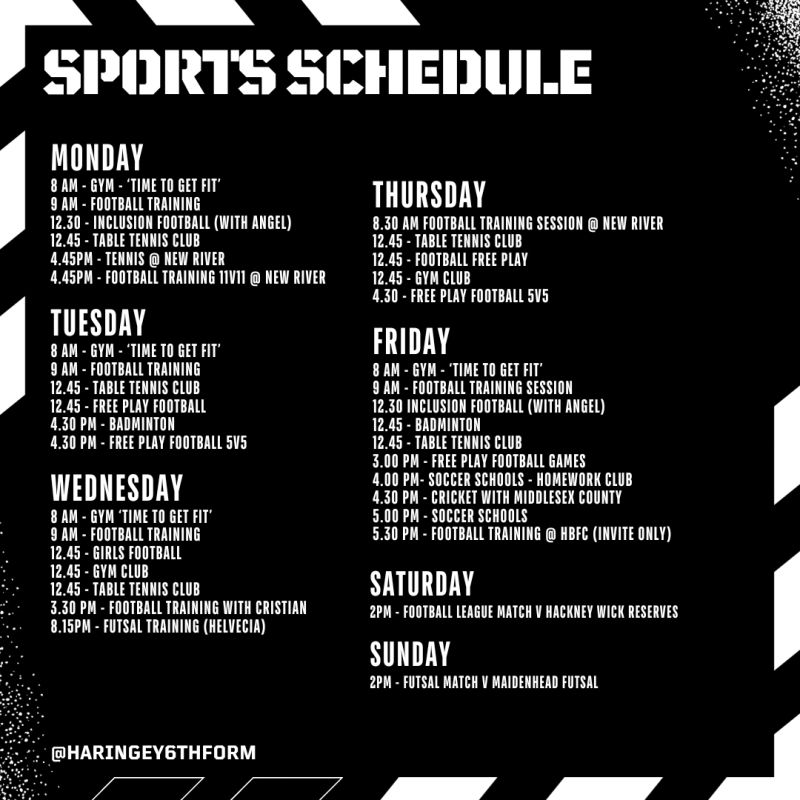 SPORTS SCHEDULE
MONDAY
8 AM - GYM - ‘TIME TO GET FIT’
9 AM - FOOTBALL TRAINING
12.30 - INCLUSION FOOTBALL (WITH ANGEL)
12.45 - TABLE TENNIS CLUB
4.45PM - TENNIS @ NEW RIVER
4.45PM - FOOTBALL TRAINING 11V11 @ NEW RIVER
TUESDAY
8 AM - GYM - ‘TIME TO GET FIT’
9 AM - FOOTBALL TRAINING
12.45 - TABLE TENNIS CLUB
12.45 - FREE PLAY FOOTBALL
4.30 PM - BADMINTON
4.30 PM - FREE PLAY FOOTBALL 5V5
WEDNESDAY
8 AM - GYM ‘TIME TO GET FIT’
9 AM - FOOTBALL TRAINING
12.45 - GIRLS FOOTBALL
12.45 - GYM CLUB
12.45 - TABLE TENNIS CLUB
3.30 PM - FOOTBALL TRAINING WITH CRISTIAN
8.15PM - FUTSAL TRAINING (HELVECIA)
THURSDAY
8.30 AM FOOTBALL TRAINING SESSION @ NEW RIVER
12.45 - TABLE TENNIS CLUB
12.45 - FOOTBALL FREE PLAY
12.45 - GYM CLUB
4.30 - FREE PLAY FOOTBALL 5V5
FRIDAY
8 AM - GYM - ‘TIME TO GET FIT’
9 AM - FOOTBALL TRAINING SESSION
12.30 INCLUSION FOOTBALL (WITH ANGEL)
12.45 - BADMINTON
12.45 - TABLE TENNIS CLUB
3.00 PM - FREE PLAY FOOTBALL GAMES
4.00 PM- SOCCER SCHOOLS - HOMEWORK CLUB
4.30 PM - CRICKET WITH MIDDLESEX COUNTY
5.00 PM - SOCCER SCHOOLS
5.30 PM - FOOTBALL TRAINING @ HBFC (INVITE ONLY)
SATURDAY
2PM - FOOTBALL LEAGUE MATCH V HACKNEY WICK RESERVES
SUNDAY
2PM - FUTSAL MATCH V MAIDENHEAD FUTSAL
@HARINGEY6THFORM